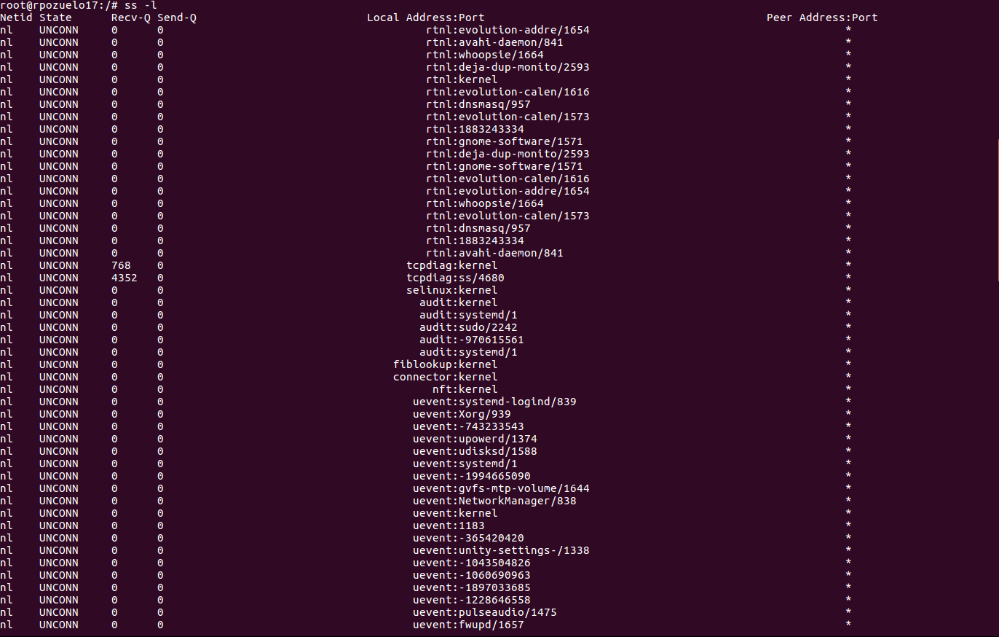 root@rpozuelo17:/# ss -l
Netid State Recv-Q Send-Q Local Address:Port Peer Address:Port
nl UNCONN 0 0 rtnl:evolution-addre/1654 *
nl UNCONN 0 0 rtnl:avahi-daemon/841 *
nl UNCONN 0 0 rtnl:whoopsie/1664 *
nl UNCONN 0 0 rtnl:deja-dup-monito/2593 *
nl UNCONN 0 0 rtnl:kernel *
nl UNCONN 0 0 rtnl:evolution-calen/1616 *
nl UNCONN 0 0 rtnl:dnsmasq/957 *
nl UNCONN 0 0 rtnl:evolution-calen/1573 *
nl UNCONN 0 0 rtnl:1883243334 *
nl UNCONN 0 0 rtnl:gnome-software/1571 *
nl UNCONN 0 0 rtnl:deja-dup-monito/2593 *
nl UNCONN 0 0 rtnl:gnome-software/1571 *
nl UNCONN 0 0 rtnl:evolution-calen/1616 *
nl UNCONN 0 0 rtnl:evolution-addre/1654 *
nl UNCONN 0 0 rtnl:whoopsie/1664 *
nl UNCONN 0 0 rtnl:evolution-calen/1573 *
nl UNCONN 0 0 rtnl:dnsmasq/957 *
nl UNCONN 0 0 rtnl:1883243334 *
nl UNCONN 0 0 rtnl:avahi-daemon/841 *
nl UNCONN 768 0 tcpdiag:kernel *
nl UNCONN 4352 0 tcpdiag:ss/4680 *
nl UNCONN 0 0 selinux:kernel *
nl UNCONN 0 0 audit:kernel *
nl UNCONN 0 0 audit:systemd/1 *
nl UNCONN 0 0 audit:sudo/2242 *
nl UNCONN 0 0 audit:-970615561 *
nl UNCONN 0 0 audit:systemd/1 *
nl UNCONN 0 0 fiblookup:kernel *
nl UNCONN 0 0 connector:kernel *
nl UNCONN 0 0 nft:kernel *
nl UNCONN 0 0 uevent:systemd-logind/839 *
nl UNCONN 0 0 uevent:Xorg/939 *
nl UNCONN 0 0 uevent:-743233543 *
nl UNCONN 0 0 uevent:upowerd/1374 *
nl UNCONN 0 0 uevent:udisksd/1588 *
nl UNCONN 0 0 uevent:systemd/1 *
nl UNCONN 0 0 uevent:-1994665090 *
nl UNCONN 0 0 uevent:gvfs-mtp-volume/1644 *
nl UNCONN 0 0 uevent:NetworkManager/838 *
nl UNCONN 0 0 uevent:kernel *
nl UNCONN 0 0 uevent:1183 *
nl UNCONN 0 0 uevent:-365420420 *
nl UNCONN 0 0 uevent:unity-settings-/1338 *
nl UNCONN 0 0 uevent:-1043504826 *
nl UNCONN 0 0 uevent:-1060690963 *
nl UNCONN 0 0 uevent:-1897033685 *
nl UNCONN 0 0 uevent:-1228646558 *
nl UNCONN 0 0 uevent:pulseaudio/1475 *
nl UNCONN 0 0 uevent:fwupd/1657 *